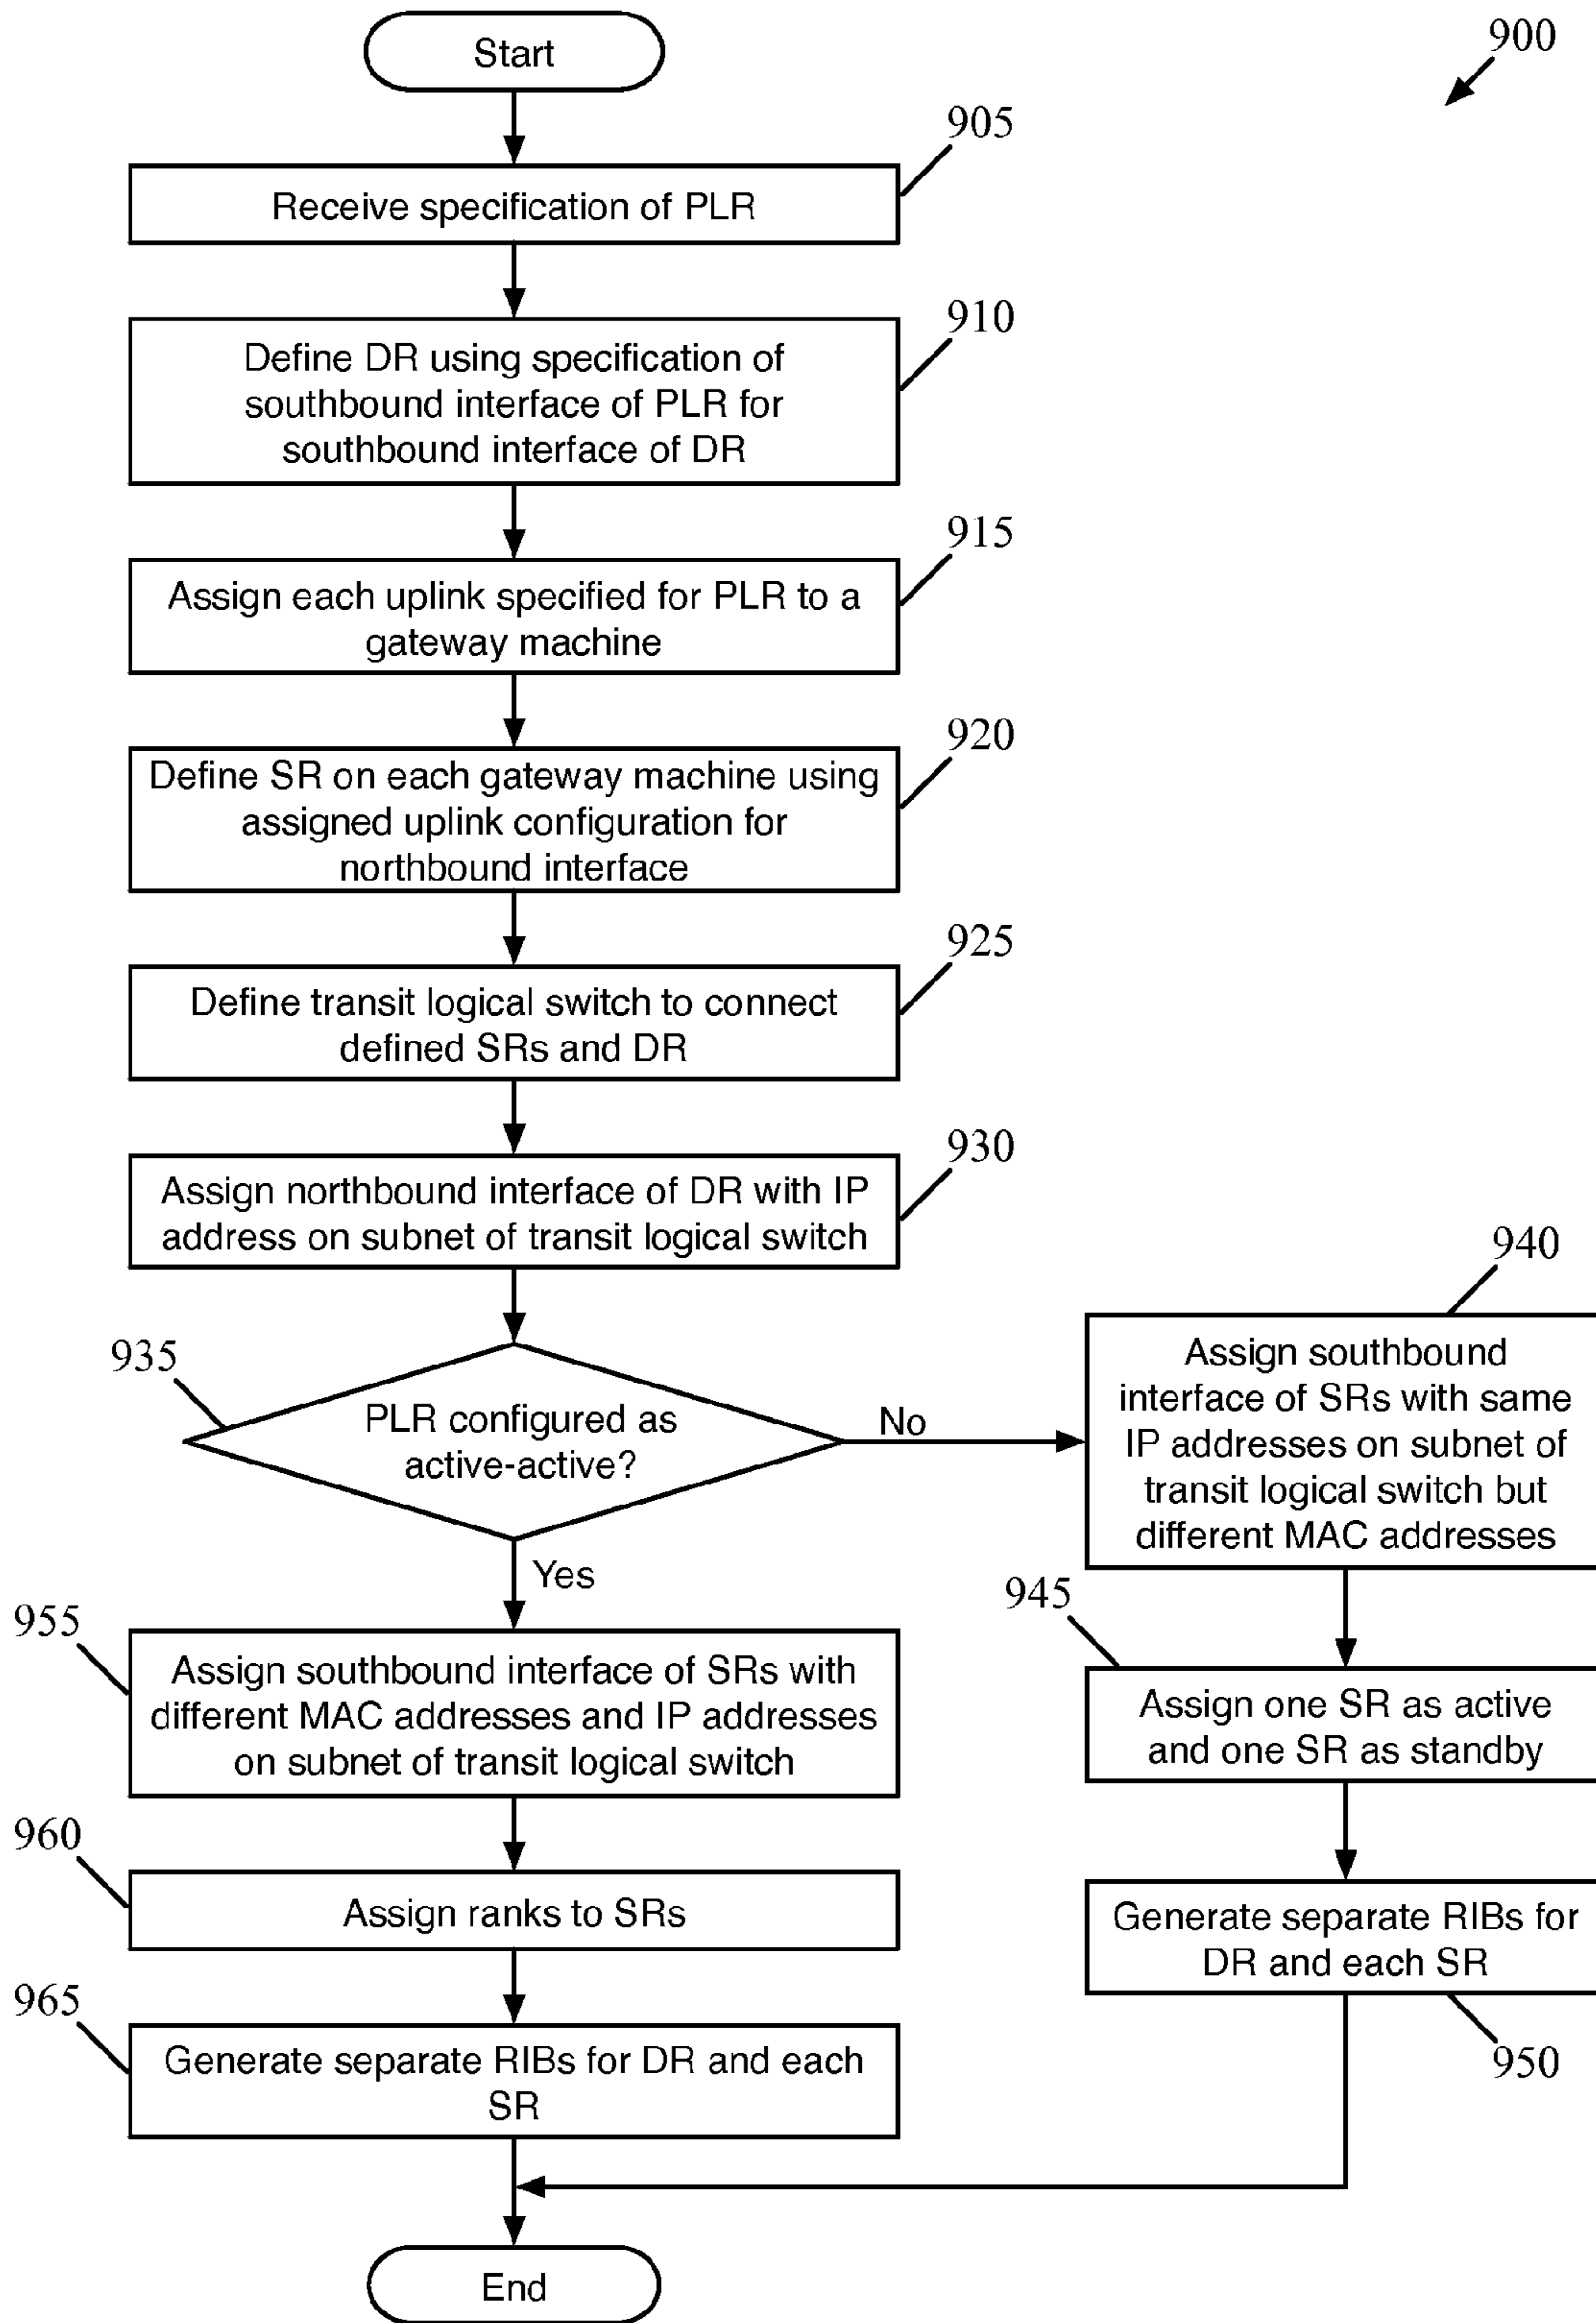 Start
900
905
Receive specification of PLR
910
Define DR using specification of
southbound interface of PLR for
southbound interface of DR
915
Assign each uplink specified for PLR to a
gateway machine
920
Define SR on each gateway machine using
assigned uplink configuration for
northbound interface
925
Define transit logical switch to connect
defined SRs and DR
930
Assign northbound interface of DR with IP
address on subnet of transit logical switch
935
PLR configured as
active-active?
No
940
Assign southbound
interface of SRs with same
IP addresses on subnet of
transit logical switch but
different MAC addresses
Yes
945
Assign one SR as active
and one SR as standby
955
Assign southbound interface of SRs with
different MAC addresses and IP addresses
on subnet of transit logical switch
960
Assign ranks to SRs
Generate separate RIBs for
DR and each SR
950
965
Generate separate RIBs for DR and each
SR
End